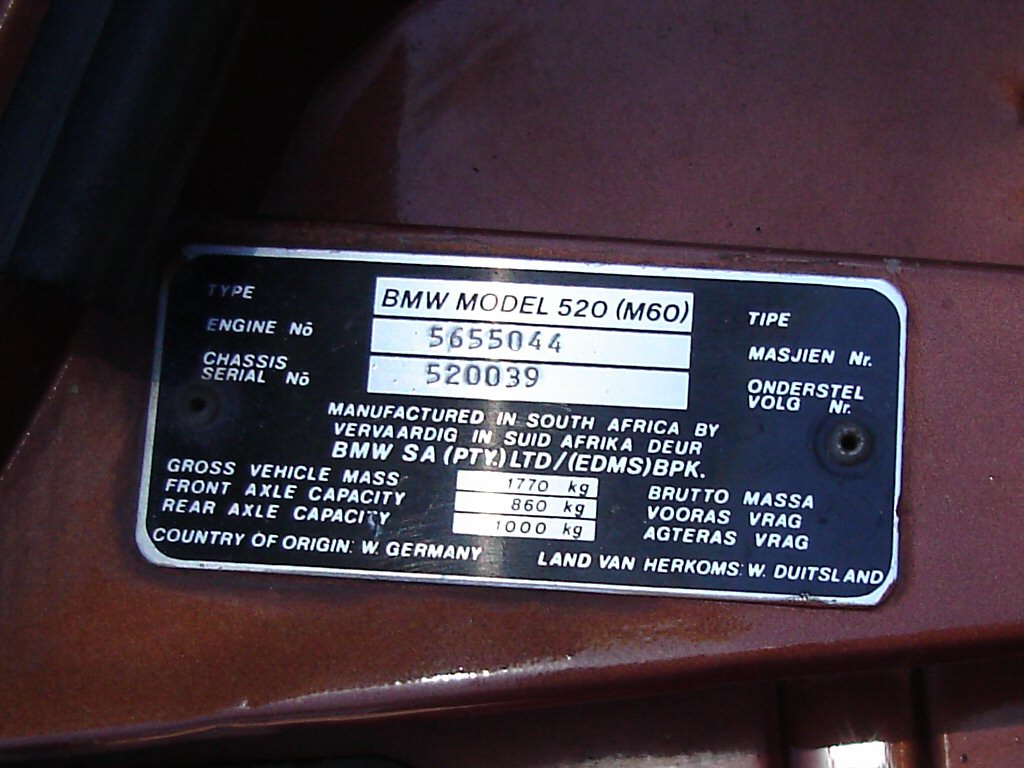 TYPE BMW MODEL 520 (M60) TIPE
ENGINE Nō 5655044 MASJIEN Nr.
CHASSIS SERIAL Nō 520039 ONDERSTEL VOLG Nr.
MANUFACTURED IN SOUTH AFRICA BY
VERVAARDIG IN SUID AFRIKA DEUR
BMW SA (PTY.) LTD/(EDMS) BPK.
GROSS VEHICLE MASS 1770 kg BRUTTO MASSA
FRONT AXLE CAPACITY 860 kg VOORAS VRAG
REAR AXLE CAPACITY 1000 kg AGTERAS VRAG
COUNTRY OF ORIGIN: W. GERMANY LAND VAN HERKOMS: W. DUITSLAND